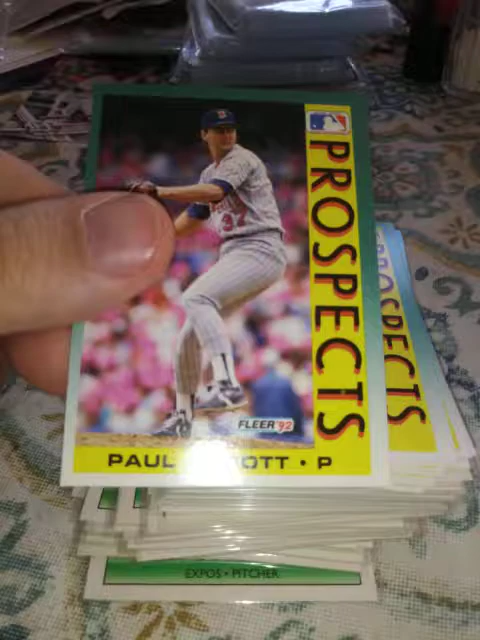 PROSPECTS
37
FLEER '92
PAUL OTT • P
PROSPECTS
EXPOS • PITCHER